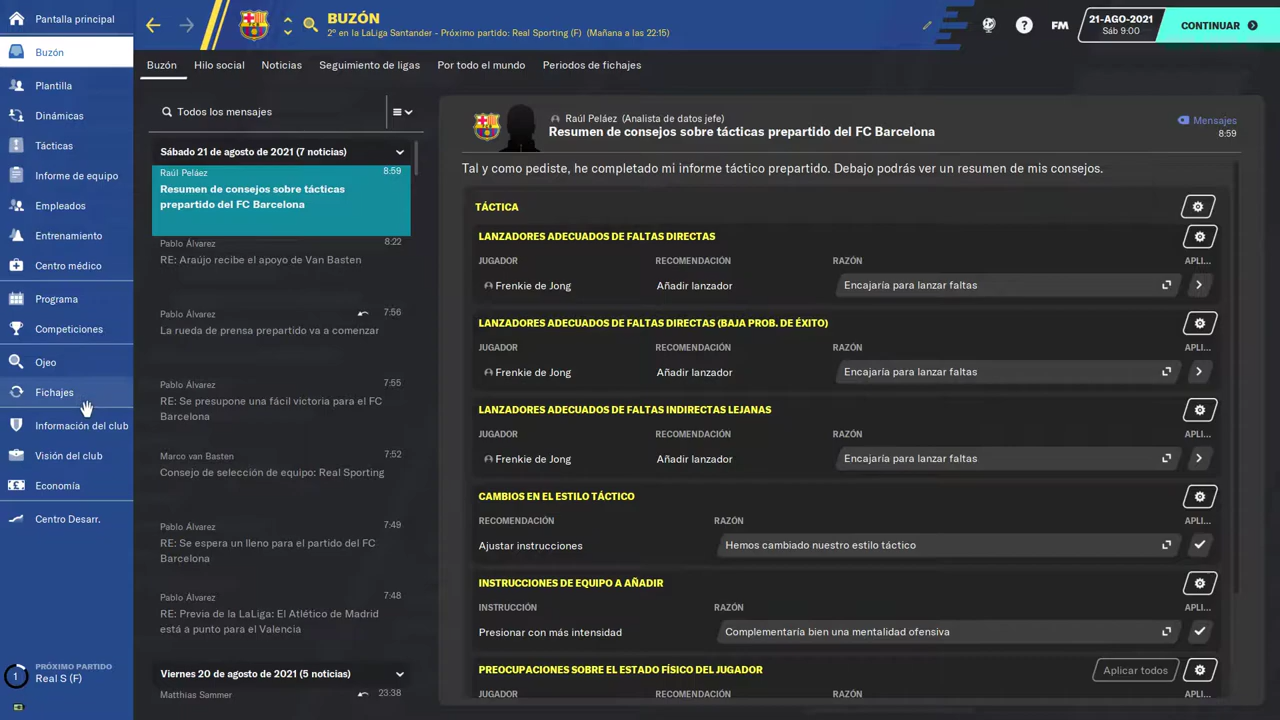 Pantalla principal
Buzón
Plantilla
Dinámicas
Tácticas
Informe de equipo
Empleados
Entrenamiento
Centro médico
Programa
Competiciones
Ojeo
Fichajes
Información del club
Visión del club
Economía
Centro Desarr.
1
PRÓXIMO PARTIDO
Real S (F)
BUZÓN
2º en la LaLiga Santander - Próximo partido: Real Sporting (F) (Mañana a las 22:15)
?
FM
21-AGO-2021
Sáb 9:00
CONTINUAR
Buzón Hilo social Noticias Seguimiento de ligas Por todo el mundo Periodos de fichajes
Todos los mensajes
Sábado 21 de agosto de 2021 (7 noticias)
Raúl Peláez 8:59
Resumen de consejos sobre tácticas
prepartido del FC Barcelona
Pablo Álvarez 8:22
RE: Araújo recibe el apoyo de Van Basten
Pablo Álvarez 7:56
La rueda de prensa prepartido va a comenzar
Pablo Álvarez 7:55
RE: Se presupone una fácil victoria para el FC
Barcelona
Marco van Basten 7:52
Consejo de selección de equipo: Real Sporting
Pablo Álvarez 7:49
RE: Se espera un lleno para el partido del FC
Barcelona
Pablo Álvarez 7:48
RE: Previa de la LaLiga: El Atlético de Madrid
está a punto para el Valencia
Viernes 20 de agosto de 2021 (5 noticias)
Matthias Sammer 23:38
Raúl Peláez (Analista de datos jefe)
Resumen de consejos sobre tácticas prepartido del FC Barcelona
Mensajes
8:59
Tal y como pediste, he completado mi informe táctico prepartido. Debajo podrás ver un resumen de mis consejos.
TÁCTICA
LANZADORES ADECUADOS DE FALTAS DIRECTAS
JUGADOR RECOMENDACIÓN RAZÓN APLI...
Frenkie de Jong Añadir lanzador Encajaría para lanzar faltas
LANZADORES ADECUADOS DE FALTAS DIRECTAS (BAJA PROB. DE ÉXITO)
JUGADOR RECOMENDACIÓN RAZÓN APLI...
Frenkie de Jong Añadir lanzador Encajaría para lanzar faltas
LANZADORES ADECUADOS DE FALTAS INDIRECTAS LEJANAS
JUGADOR RECOMENDACIÓN RAZÓN APLI...
Frenkie de Jong Añadir lanzador Encajaría para lanzar faltas
CAMBIOS EN EL ESTILO TÁCTICO
RECOMENDACIÓN RAZÓN APLI...
Ajustar instrucciones Hemos cambiado nuestro estilo táctico
INSTRUCCIONES DE EQUIPO A AÑADIR
INSTRUCCIÓN RAZÓN APLI...
Presionar con más intensidad Complementaría bien una mentalidad ofensiva
PREOCUPACIONES SOBRE EL ESTADO FÍSICO DEL JUGADOR Aplicar todos
JUGADOR RECOMENDACIÓN RAZÓN APLI...